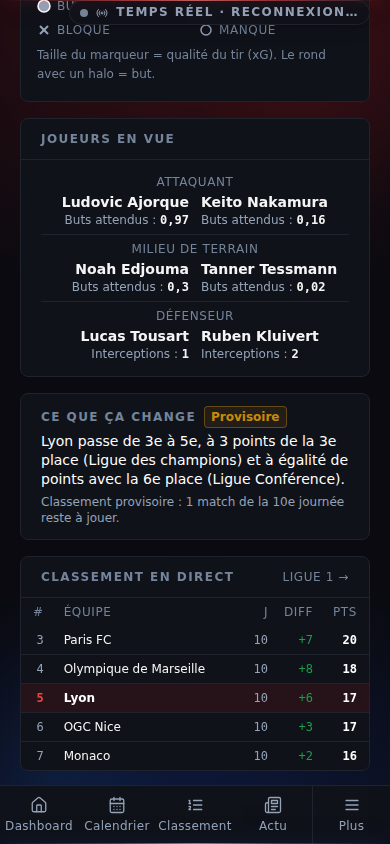 TEMPS RÉEL · RECONNEXION…
BLOQUÉ
MANQUÉ
Taille du marqueur = qualité du tir (xG). Le rond
avec un halo = but.
JOUEURS EN VUE
ATTAQUANT
Ludovic Ajorque Keito Nakamura
Buts attendus : 0,97 Buts attendus : 0,16
MILIEU DE TERRAIN
Noah Edjouma Tanner Tessmann
Buts attendus : 0,3 Buts attendus : 0,02
DÉFENSEUR
Lucas Tousart Ruben Kluivert
Interceptions : 1 Interceptions : 2
CE QUE ÇA CHANGE Provisoire
Lyon passe de 3e à 5e, à 3 points de la 3e
place (Ligue des champions) et à égalité de
points avec la 6e place (Ligue Conférence).
Classement provisoire : 1 match de la 10e journée
reste à jouer.
CLASSEMENT EN DIRECT LIGUE 1 →
# ÉQUIPE J DIFF PTS
3 Paris FC 10 +7 20
4 Olympique de Marseille 10 +8 18
5 Lyon 10 +6 17
6 OGC Nice 10 +3 17
7 Monaco 10 +2 16
Dashboard Calendrier Classement Actu Plus